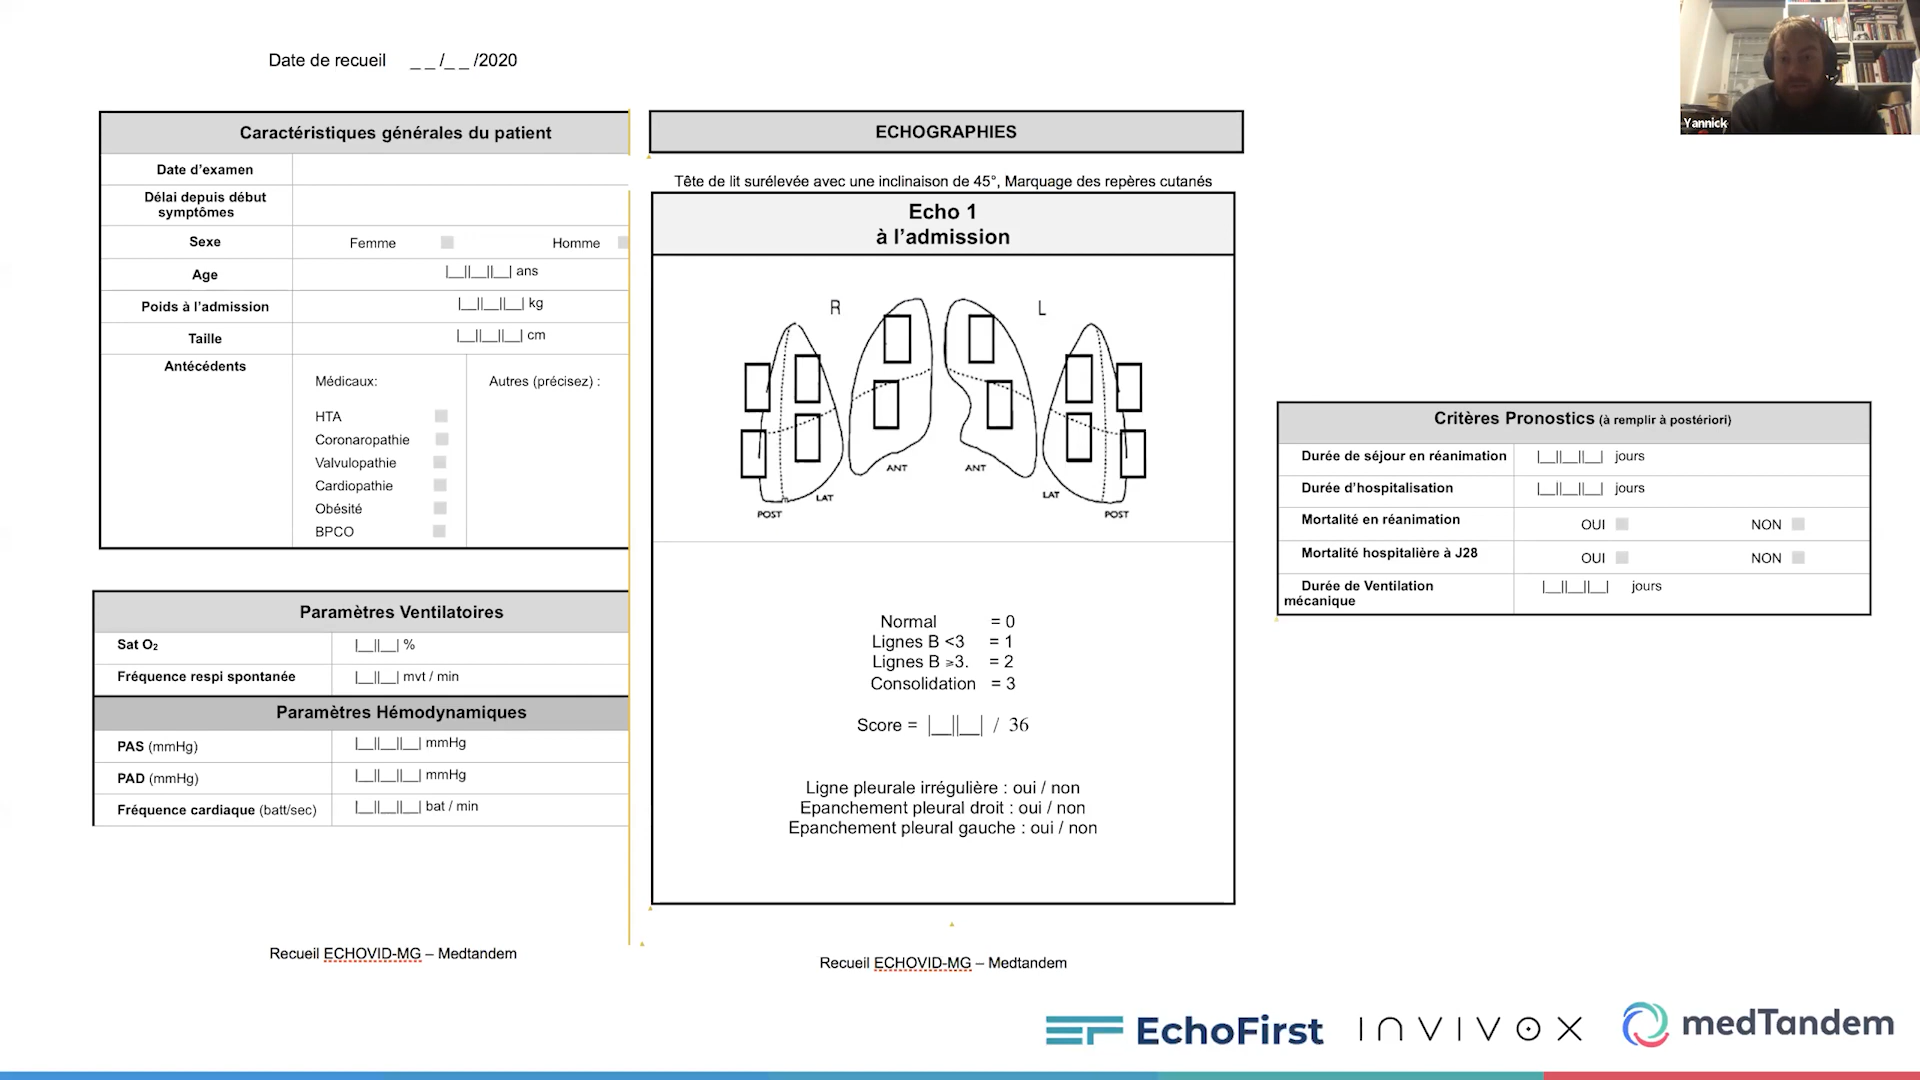 Date de recueil _ _ /_ _ /2020
Caractéristiques générales du patient
Date d'examen
Délai depuis début
symptômes
Sexe Femme Homme
Age |__||__||__| ans
Poids à l'admission |__||__||__| kg
Taille |__||__||__| cm
Antécédents
Médicaux: Autres (précisez) :
HTA
Coronaropathie
Valvulopathie
Cardiopathie
Obésité
BPCO
Paramètres Ventilatoires
Sat O₂ |__||__| %
Fréquence respi spontanée |__||__| mvt / min
Paramètres Hémodynamiques
PAS (mmHg) |__||__||__| mmHg
PAD (mmHg) |__||__||__| mmHg
Fréquence cardiaque (batt/sec) |__||__||__| bat / min
Recueil ECHOVID-MG – Medtandem
ECHOGRAPHIES
Tête de lit surélevée avec une inclinaison de 45°, Marquage des repères cutanés
Echo 1
à l'admission
R L
ANT ANT
LAT LAT
POST POST
Normal = 0
Lignes B <3 = 1
Lignes B ≥3. = 2
Consolidation = 3
Score = |__||__| / 36
Ligne pleurale irrégulière : oui / non
Epanchement pleural droit : oui / non
Epanchement pleural gauche : oui / non
Recueil ECHOVID-MG – Medtandem
Critères Pronostics (à remplir à postériori)
Durée de séjour en réanimation |__||__||__| jours
Durée d'hospitalisation |__||__||__| jours
Mortalité en réanimation OUI NON
Mortalité hospitalière à J28 OUI NON
Durée de Ventilation |__||__||__| jours
mécanique
Yannick
EchoFirst INVIVOX medTandem